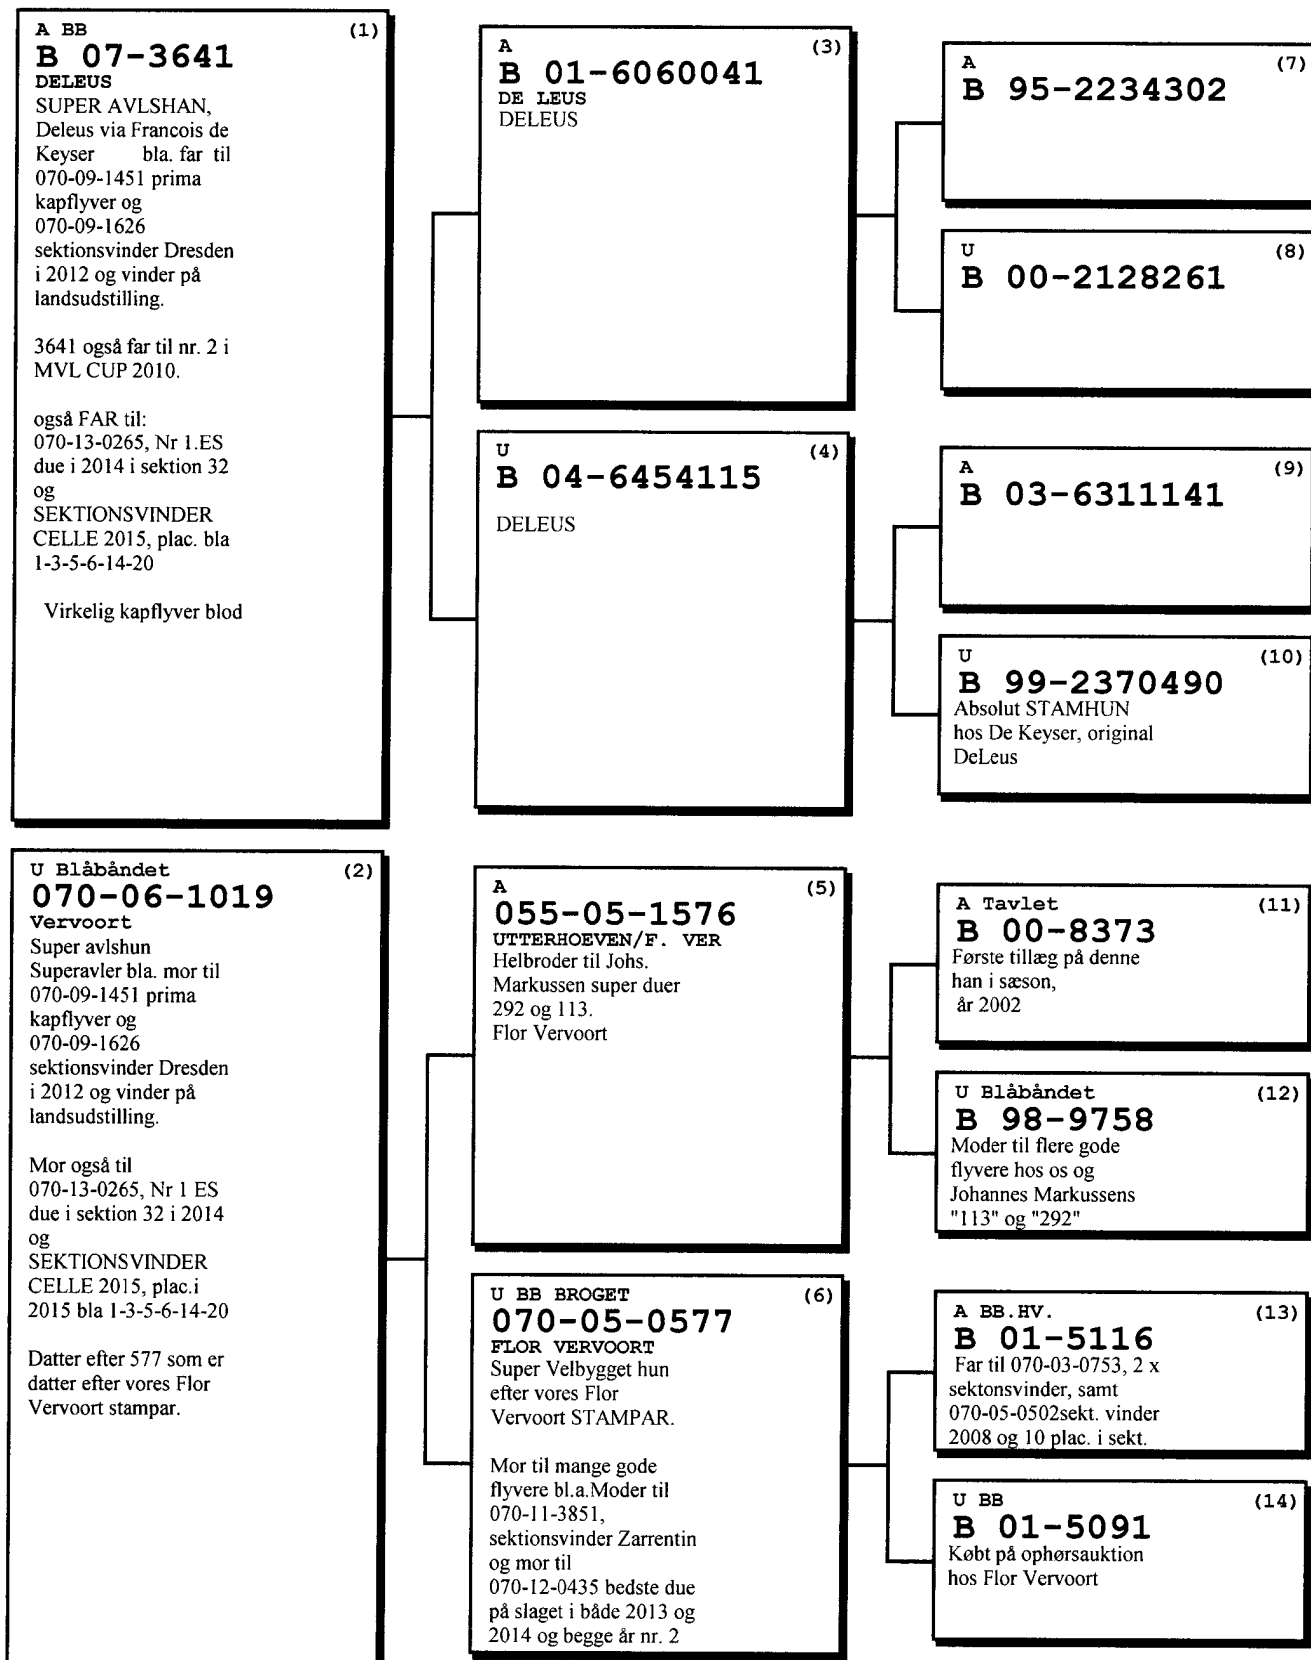 A BB (1)
B 07-3641
DELEUS
SUPER AVLSHAN,
Deleus via Francois de
Keyser bla. far til
070-09-1451 prima
kapflyver og
070-09-1626
sektionsvinder Dresden
i 2012 og vinder på
landsudstilling.
3641 også far til nr. 2 i
MVL CUP 2010.
også FAR til:
070-13-0265, Nr 1.ES
due i 2014 i sektion 32
og
SEKTIONSVINDER
CELLE 2015, plac. bla
1-3-5-6-14-20
Virkelig kapflyver blod
U Blåbåndet (2)
070-06-1019
Vervoort
Super avlshun
Superavler bla. mor til
070-09-1451 prima
kapflyver og
070-09-1626
sektionsvinder Dresden
i 2012 og vinder på
landsudstilling.
Mor også til
070-13-0265, Nr 1 ES
due i sektion 32 i 2014
og
SEKTIONSVINDER
CELLE 2015, plac.i
2015 bla 1-3-5-6-14-20
Datter efter 577 som er
datter efter vores Flor
Vervoort stampar.
A (3)
B 01-6060041
DE LEUS
DELEUS
U (4)
B 04-6454115
DELEUS
A (5)
055-05-1576
UTTERHOEVEN/F. VER
Helbroder til Johs.
Markussen super duer
292 og 113.
Flor Vervoort
U BB BROGET (6)
070-05-0577
FLOR VERVOORT
Super Velbygget hun
efter vores Flor
Vervoort STAMPAR.
Mor til mange gode
flyvere bl.a.Moder til
070-11-3851,
sektionsvinder Zarrentin
og mor til
070-12-0435 bedste due
på slaget i både 2013 og
2014 og begge år nr. 2
A (7)
B 95-2234302
U (8)
B 00-2128261
A (9)
B 03-6311141
U (10)
B 99-2370490
Absolut STAMHUN
hos De Keyser, original
DeLeus
A Tavlet (11)
B 00-8373
Første tillæg på denne
han i sæson,
år 2002
U Blåbåndet (12)
B 98-9758
Moder til flere gode
flyvere hos os og
Johannes Markussens
"113" og "292"
A BB.HV. (13)
B 01-5116
Far til 070-03-0753, 2 x
sektonsvinder, samt
070-05-0502sekt. vinder
2008 og 10 plac. i sekt.
U BB (14)
B 01-5091
Købt på ophørsauktion
hos Flor Vervoort